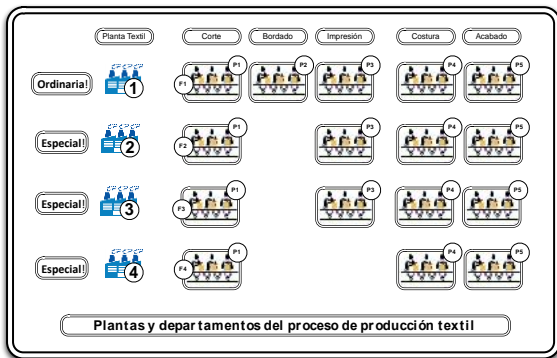 Planta Textil Corte Bordado Impresión Costura Acabado
Ordinaria! 1 F1 P1 P2 P3 P4 P5
Especial! 2 F2 P1 P3 P4 P5
Especial! 3 F3 P1 P3 P4 P5
Especial! 4 F4 P1 P4 P5
Plantas y departamentos del proceso de producción textil